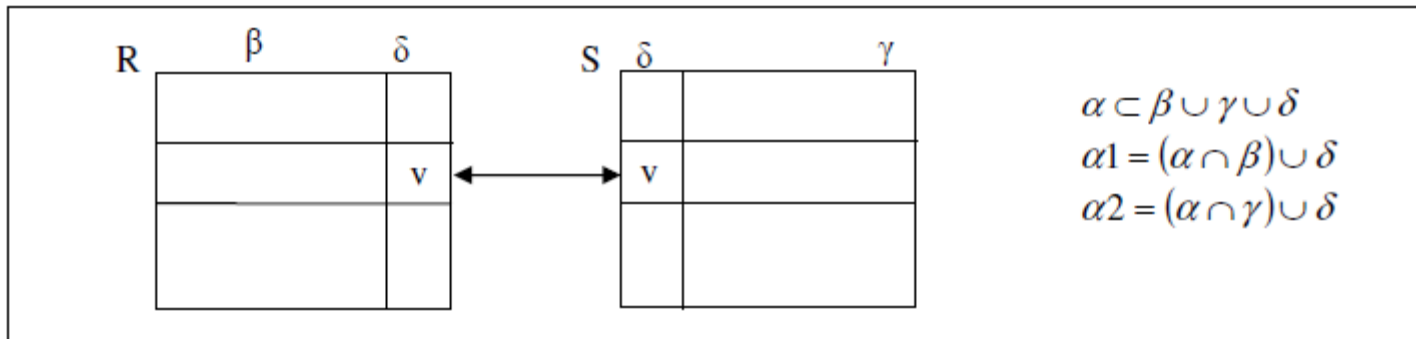 R β δ S δ γ
α ⊂ β ∪ γ ∪ δ
α1 = (α ∩ β) ∪ δ
v v
α2 = (α ∩ γ) ∪ δ